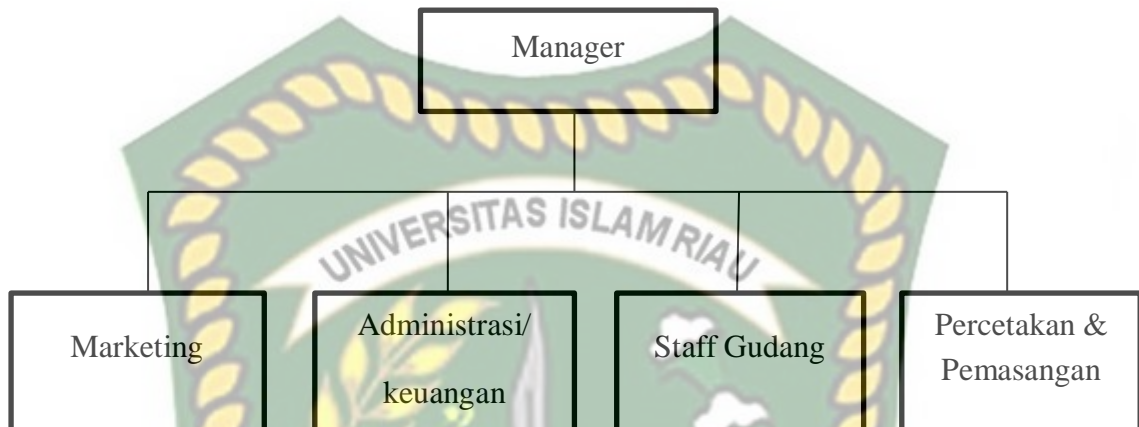 Manager
UNIVERSITAS ISLAM RIAU
Marketing
Administrasi/
keuangan
Staff Gudang
Percetakan &
Pemasangan